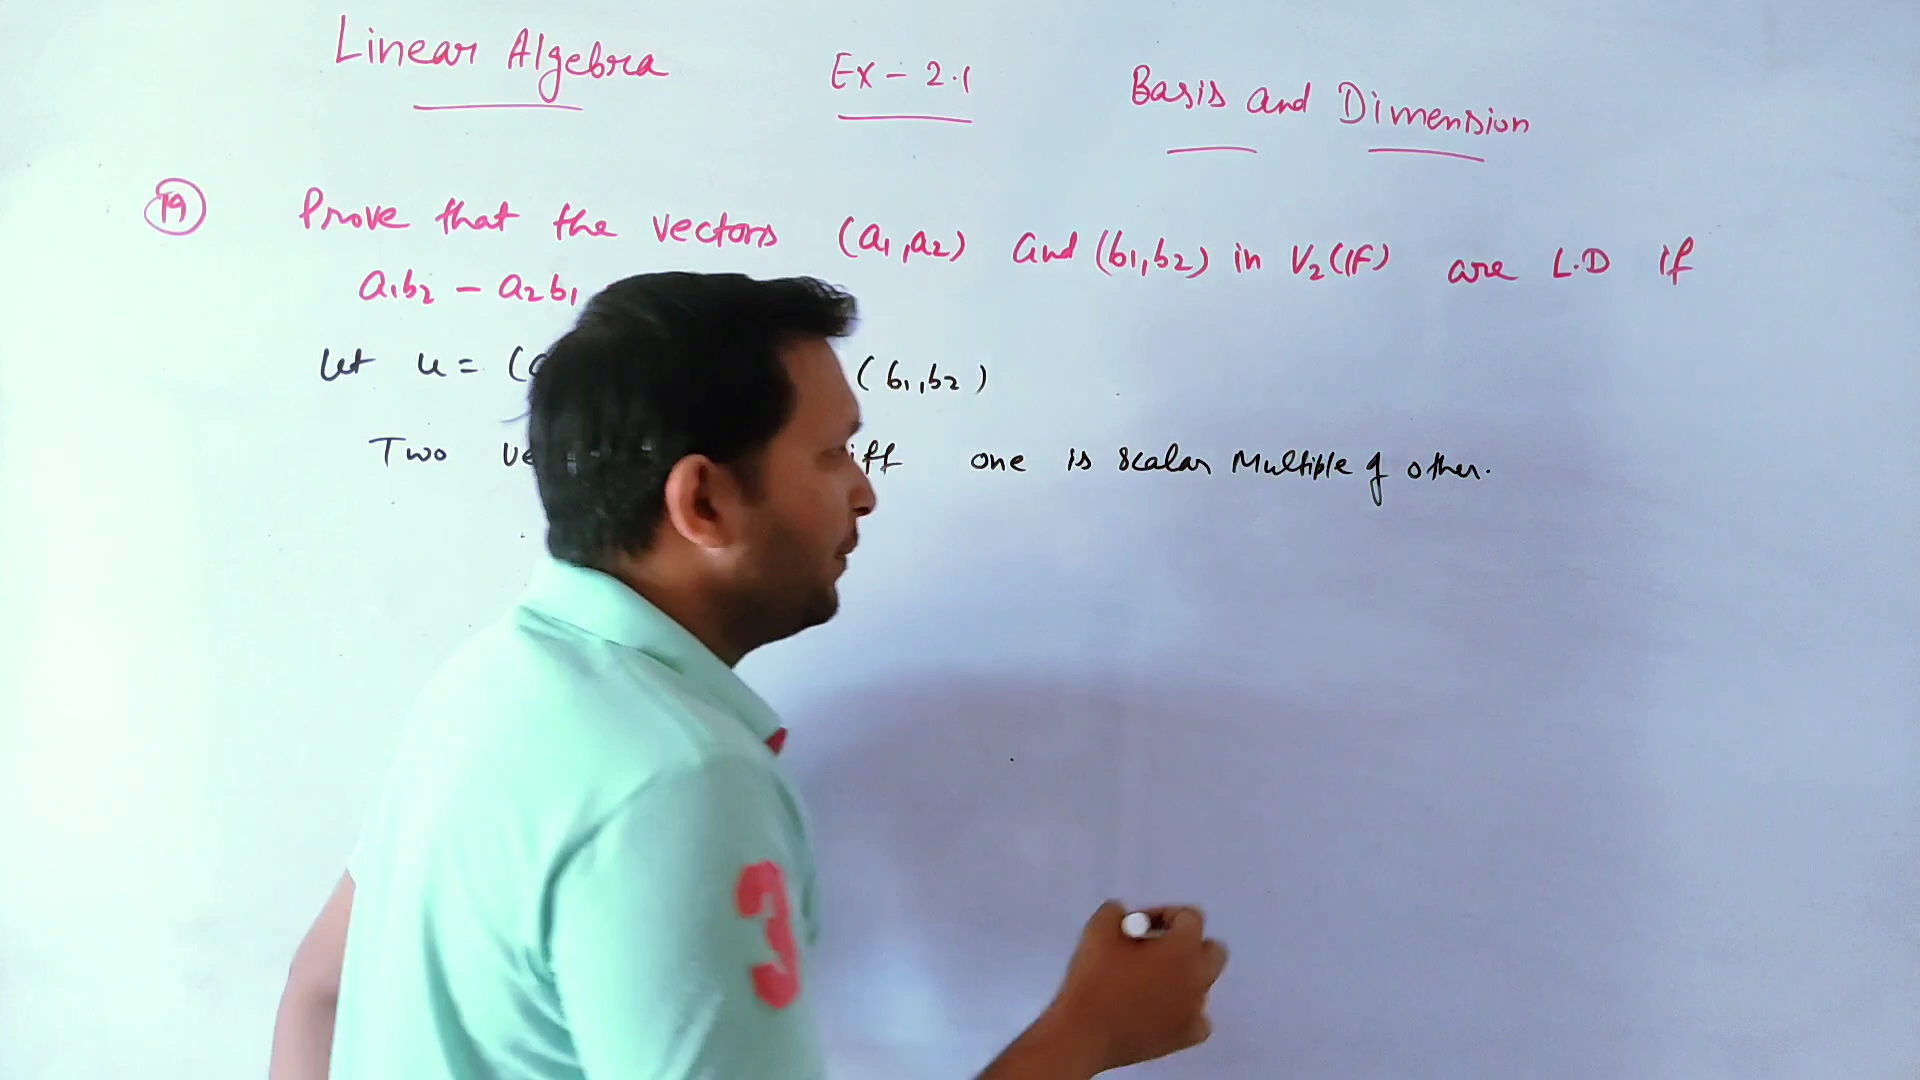 Linear Algebra Ex - 2.1 Basis and Dimension
19 Prove that the vectors (a1,a2) and (b1,b2) in V2(F) are L.D if
a1b2 - a2b1
Let u = ( (b1,b2)
Two iff one is scalar Multiple of other.
3